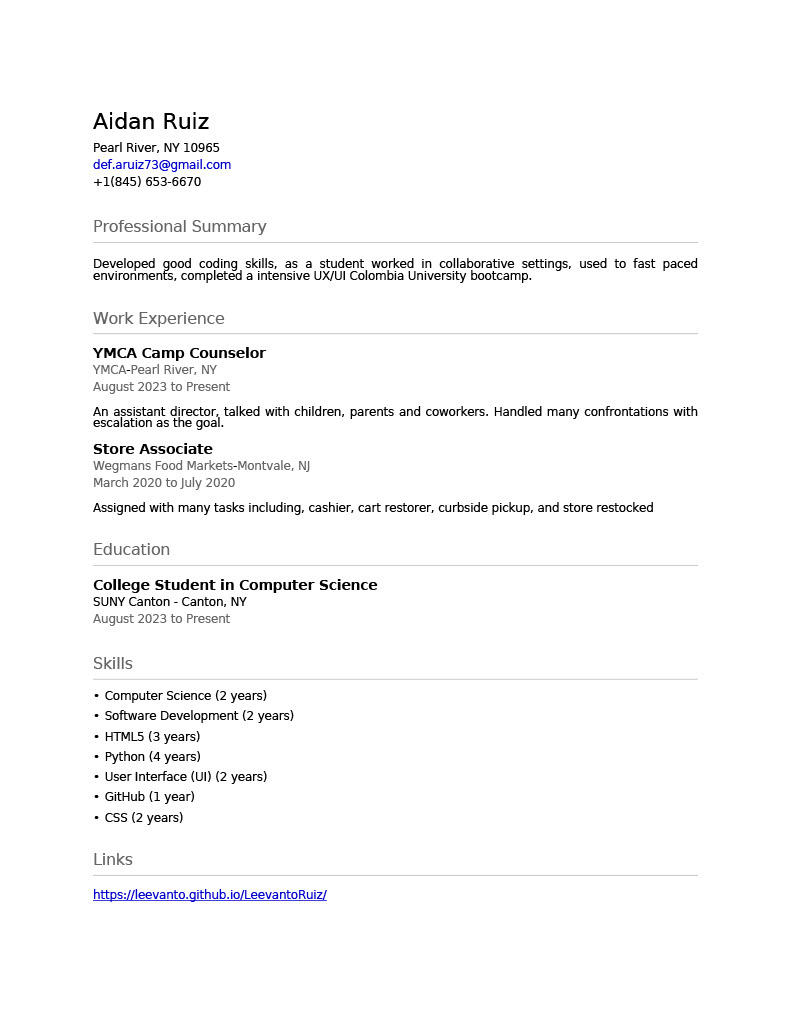 Aidan Ruiz
Pearl River, NY 10965
def.aruiz73@gmail.com
+1(845) 653-6670
Professional Summary
Developed good coding skills, as a student worked in collaborative settings, used to fast paced
environments, completed a intensive UX/UI Colombia University bootcamp.
Work Experience
YMCA Camp Counselor
YMCA-Pearl River, NY
August 2023 to Present
An assistant director, talked with children, parents and coworkers. Handled many confrontations with
escalation as the goal.
Store Associate
Wegmans Food Markets-Montvale, NJ
March 2020 to July 2020
Assigned with many tasks including, cashier, cart restorer, curbside pickup, and store restocked
Education
College Student in Computer Science
SUNY Canton - Canton, NY
August 2023 to Present
Skills
• Computer Science (2 years)
• Software Development (2 years)
• HTML5 (3 years)
• Python (4 years)
• User Interface (UI) (2 years)
• GitHub (1 year)
• CSS (2 years)
Links
https://leevanto.github.io/LeevantoRuiz/